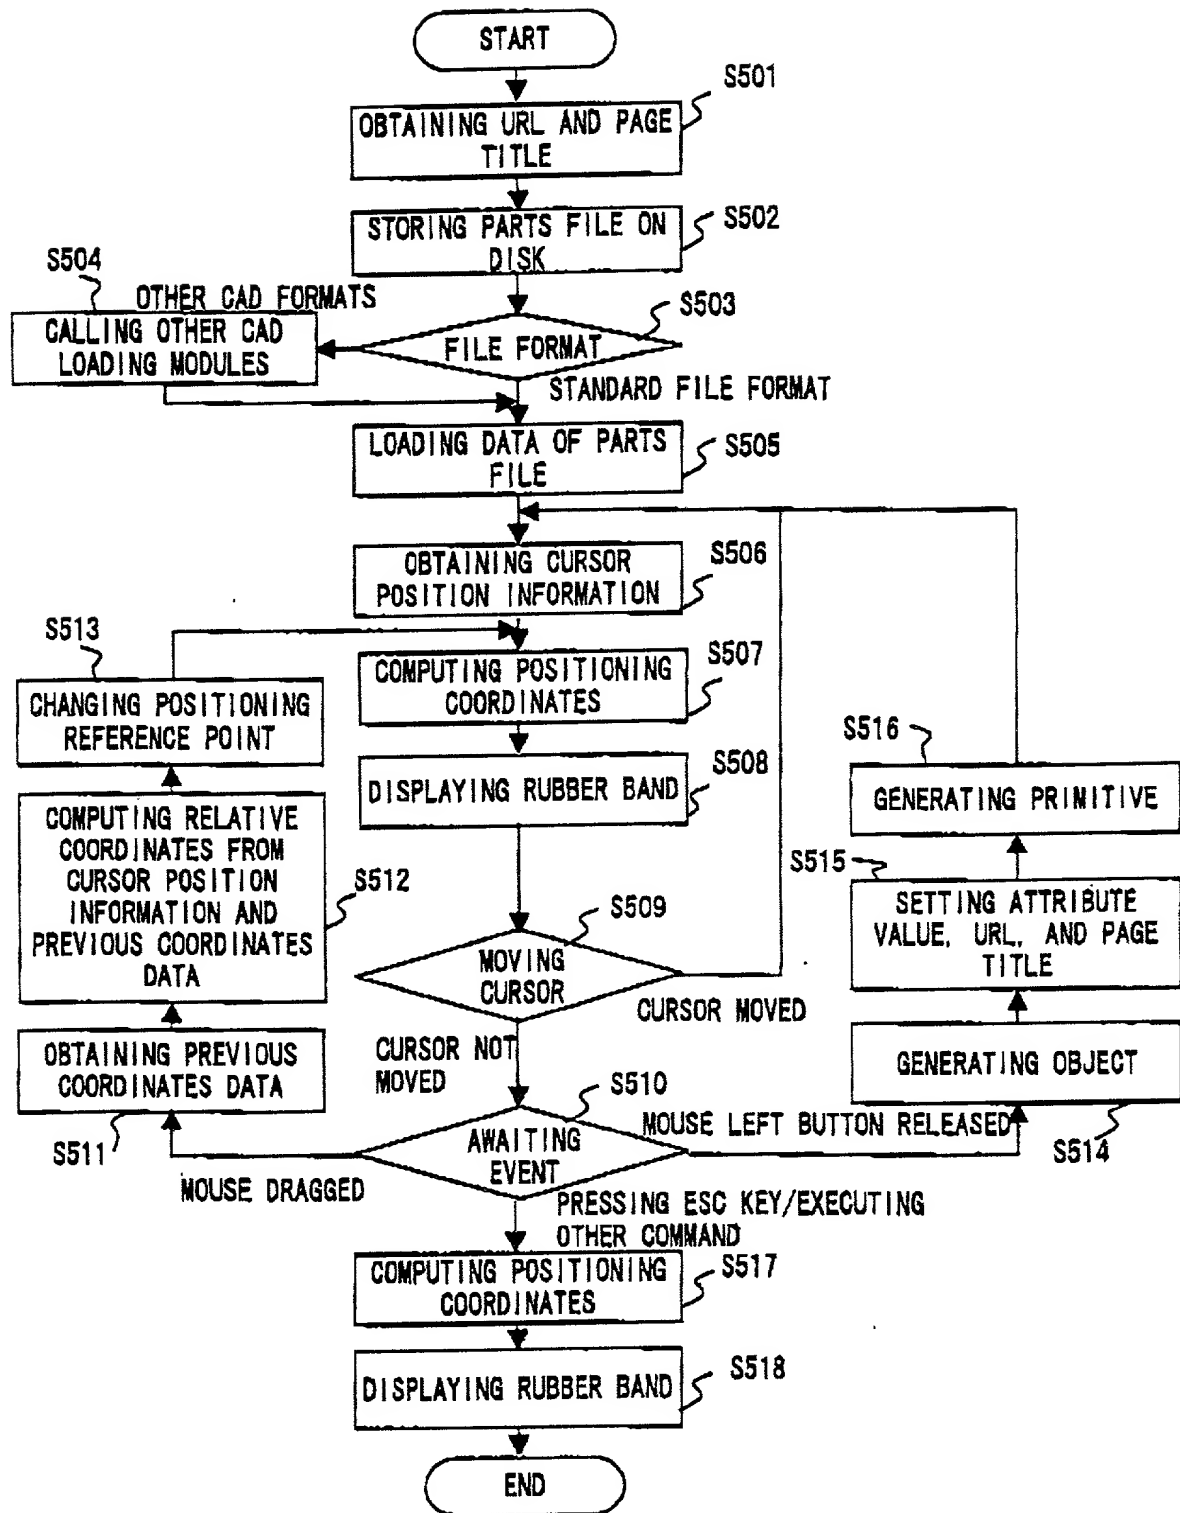 START
S501
OBTAINING URL AND PAGE
TITLE
S502
STORING PARTS FILE ON
DISK
S504
OTHER CAD FORMATS
S503
CALLING OTHER CAD
LOADING MODULES
FILE FORMAT
STANDARD FILE FORMAT
LOADING DATA OF PARTS
FILE
S505
OBTAINING CURSOR
POSITION INFORMATION
S506
S513
S507
COMPUTING POSITIONING
COORDINATES
CHANGING POSITIONING
REFERENCE POINT
S516
S508
DISPLAYING RUBBER BAND
GENERATING PRIMITIVE
COMPUTING RELATIVE
COORDINATES FROM
CURSOR POSITION
INFORMATION AND
PREVIOUS COORDINATES
DATA
S512
S515
S509
SETTING ATTRIBUTE
VALUE, URL, AND PAGE
TITLE
MOVING
CURSOR
CURSOR MOVED
OBTAINING PREVIOUS
COORDINATES DATA
CURSOR NOT
MOVED
GENERATING OBJECT
S510
MOUSE LEFT BUTTON RELEASED
S511
AWAITING
EVENT
S514
MOUSE DRAGGED
PRESSING ESC KEY/EXECUTING
OTHER COMMAND
COMPUTING POSITIONING
COORDINATES
S517
DISPLAYING RUBBER BAND
S518
END